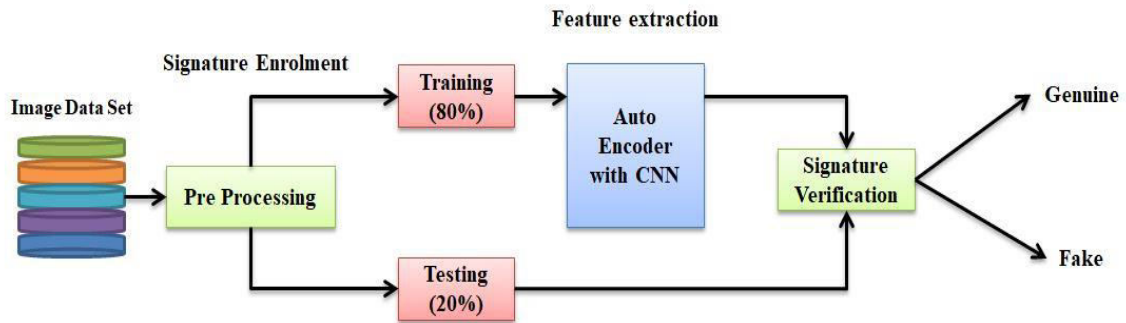 Feature extraction
Signature Enrolment
Image Data Set
Training
(80%)
Auto
Encoder
with CNN
Genuine
Pre Processing
Signature
Verification
Testing
(20%)
Fake